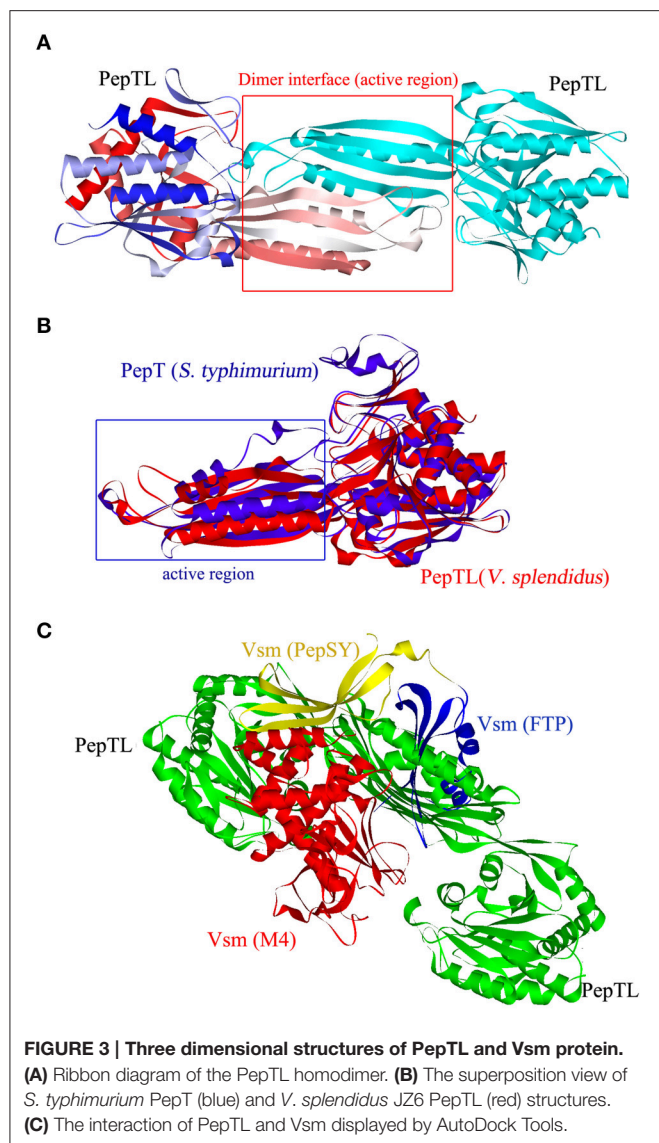 A
PepTL
Dimer interface (active region)
PepTL
B
PepT (S. typhimurium)
active region
PepTL(V. splendidus)
C
Vsm (PepSY)
Vsm (FTP)
PepTL
Vsm (M4)
PepTL
FIGURE 3 | Three dimensional structures of PepTL and Vsm protein.
(A) Ribbon diagram of the PepTL homodimer. (B) The superposition view of
S. typhimurium PepT (blue) and V. splendidus JZ6 PepTL (red) structures.
(C) The interaction of PepTL and Vsm displayed by AutoDock Tools.